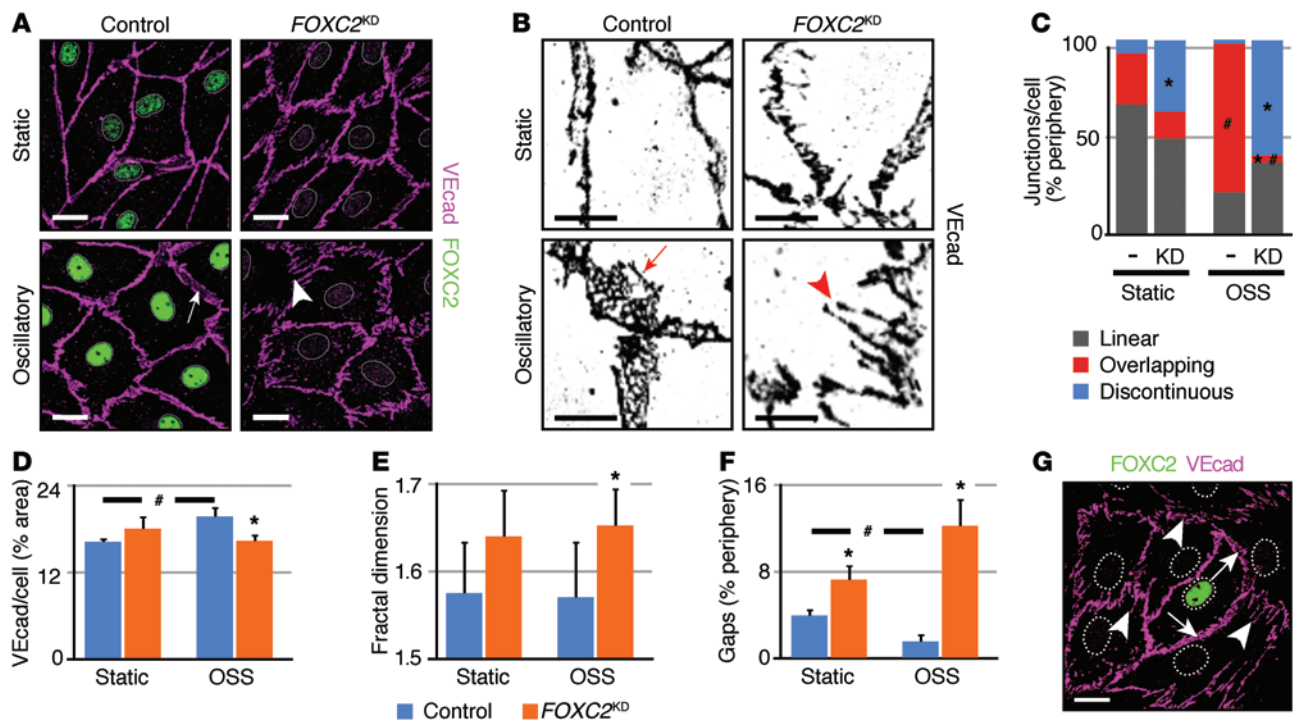 A
Control
FOXC2KD
Static
Oscillatory
VEcad FOXC2
B
Control
FOXC2KD
Static
Oscillatory
VEcad
C
Junctions/cell
(% periphery)
100
50
0
*
#
*
* #
- KD - KD
Static OSS
Linear
Overlapping
Discontinuous
D
VEcad/cell (% area)
24
12
0
#
*
Static OSS
E
Fractal dimension
1.7
1.6
1.5
*
Static OSS
F
Gaps (% periphery)
16
8
0
*
#
*
Static OSS
Control FOXC2KD
G
FOXC2 VEcad